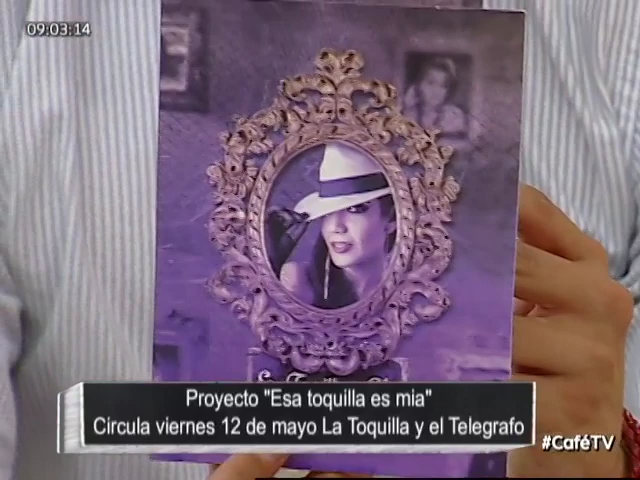 09:03:14
Proyecto "Esa toquilla es mia"
Circula viernes 12 de mayo La Toquilla y el Telegrafo
#CaféTV